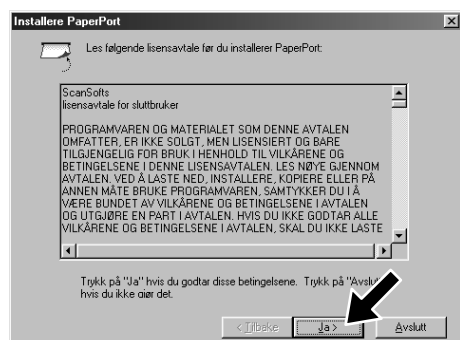 Installere PaperPort
Les følgende lisensavtale før du installerer PaperPort:
ScanSofts
lisensavtale for sluttbruker
PROGRAMVAREN OG MATERIALET SOM DENNE AVTALEN
OMFATTER, ER IKKE SOLGT, MEN LISENSIERT OG BARE
TILGJENGELIG FOR BRUK I HENHOLD TIL VILKÅRENE OG
BETINGELSENE I DENNE LISENSAVTALEN. LES NØYE GJENNOM
AVTALEN. VED Å LASTE NED, INSTALLERE, KOPIERE ELLER PÅ
ANNEN MÅTE BRUKE PROGRAMVAREN, SAMTYKKER DU I Å
VÆRE BUNDET AV VILKÅRENE OG BETINGELSENE I AVTALEN
OG UTGJØRE EN PART I AVTALEN. HVIS DU IKKE GODTAR ALLE
VILKÅRENE OG BETINGELSENE I AVTALEN, SKAL DU IKKE LASTE
Trykk på "Ja" hvis du godtar disse betingelsene. Trykk på "Avslu
hvis du ikke gjør det.
< Tilbake Ja > Avslutt